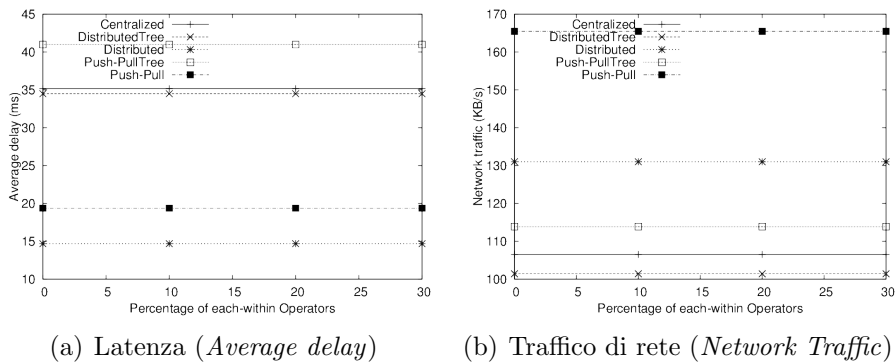 45
40
35
30
25
20
15
10
Average delay (ms)
0 5 10 15 20 25 30
Percentage of each-within Operators
Centralized
DistributedTree
Distributed
Push-PullTree
Push-Pull
(a) Latenza (Average delay)
170
160
150
140
130
120
110
100
Network traffic (KB/s)
0 5 10 15 20 25 30
Percentage of each-within Operators
Centralized
DistributedTree
Distributed
Push-PullTree
Push-Pull
(b) Traffico di rete (Network Traffic)